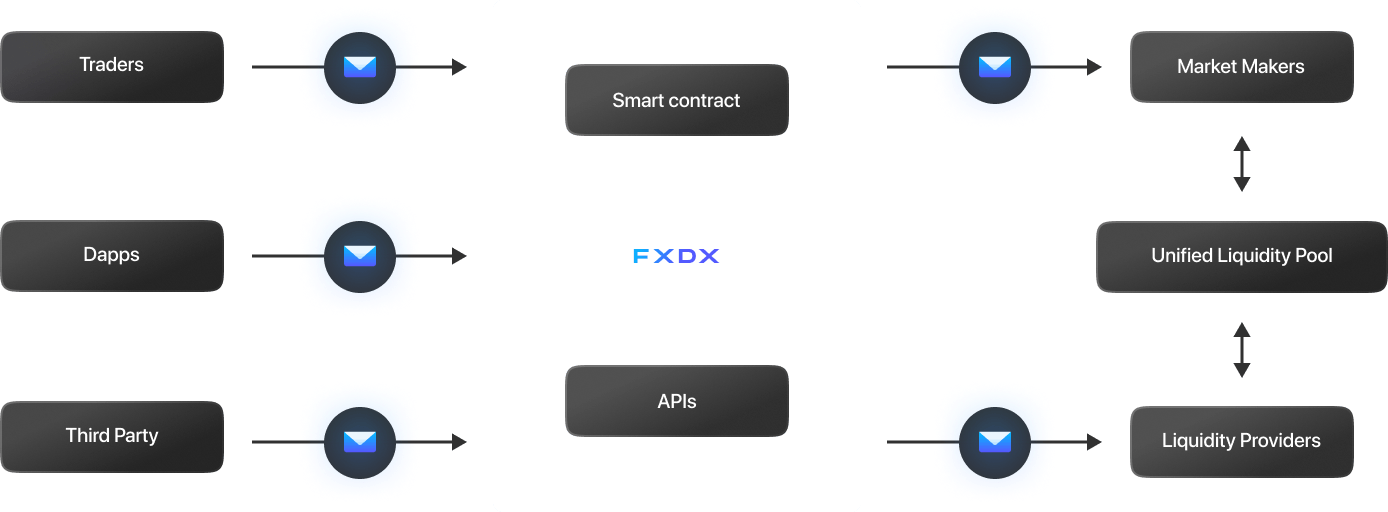 Traders
Smart contract
Market Makers
Dapps
FXDX
Unified Liquidity Pool
Third Party
APIs
Liquidity Providers